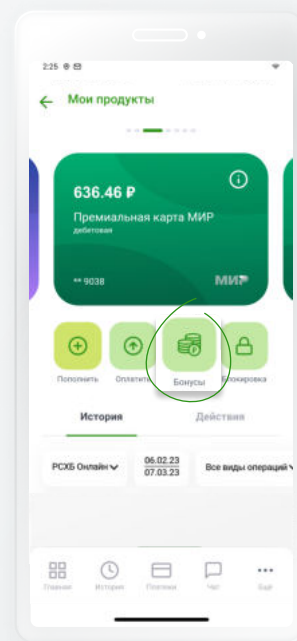 2:25
Мои продукты
636.46 ₽
Премиальная карта МИР
дебетовая
** 9038
МИР
Пополнить
Оплатить
Бонусы
Блокировка
История
Действия
РСХБ Онлайн
06.02.23
07.03.23
Все виды операций
Главная
История
Платежи
Чат
Ещё